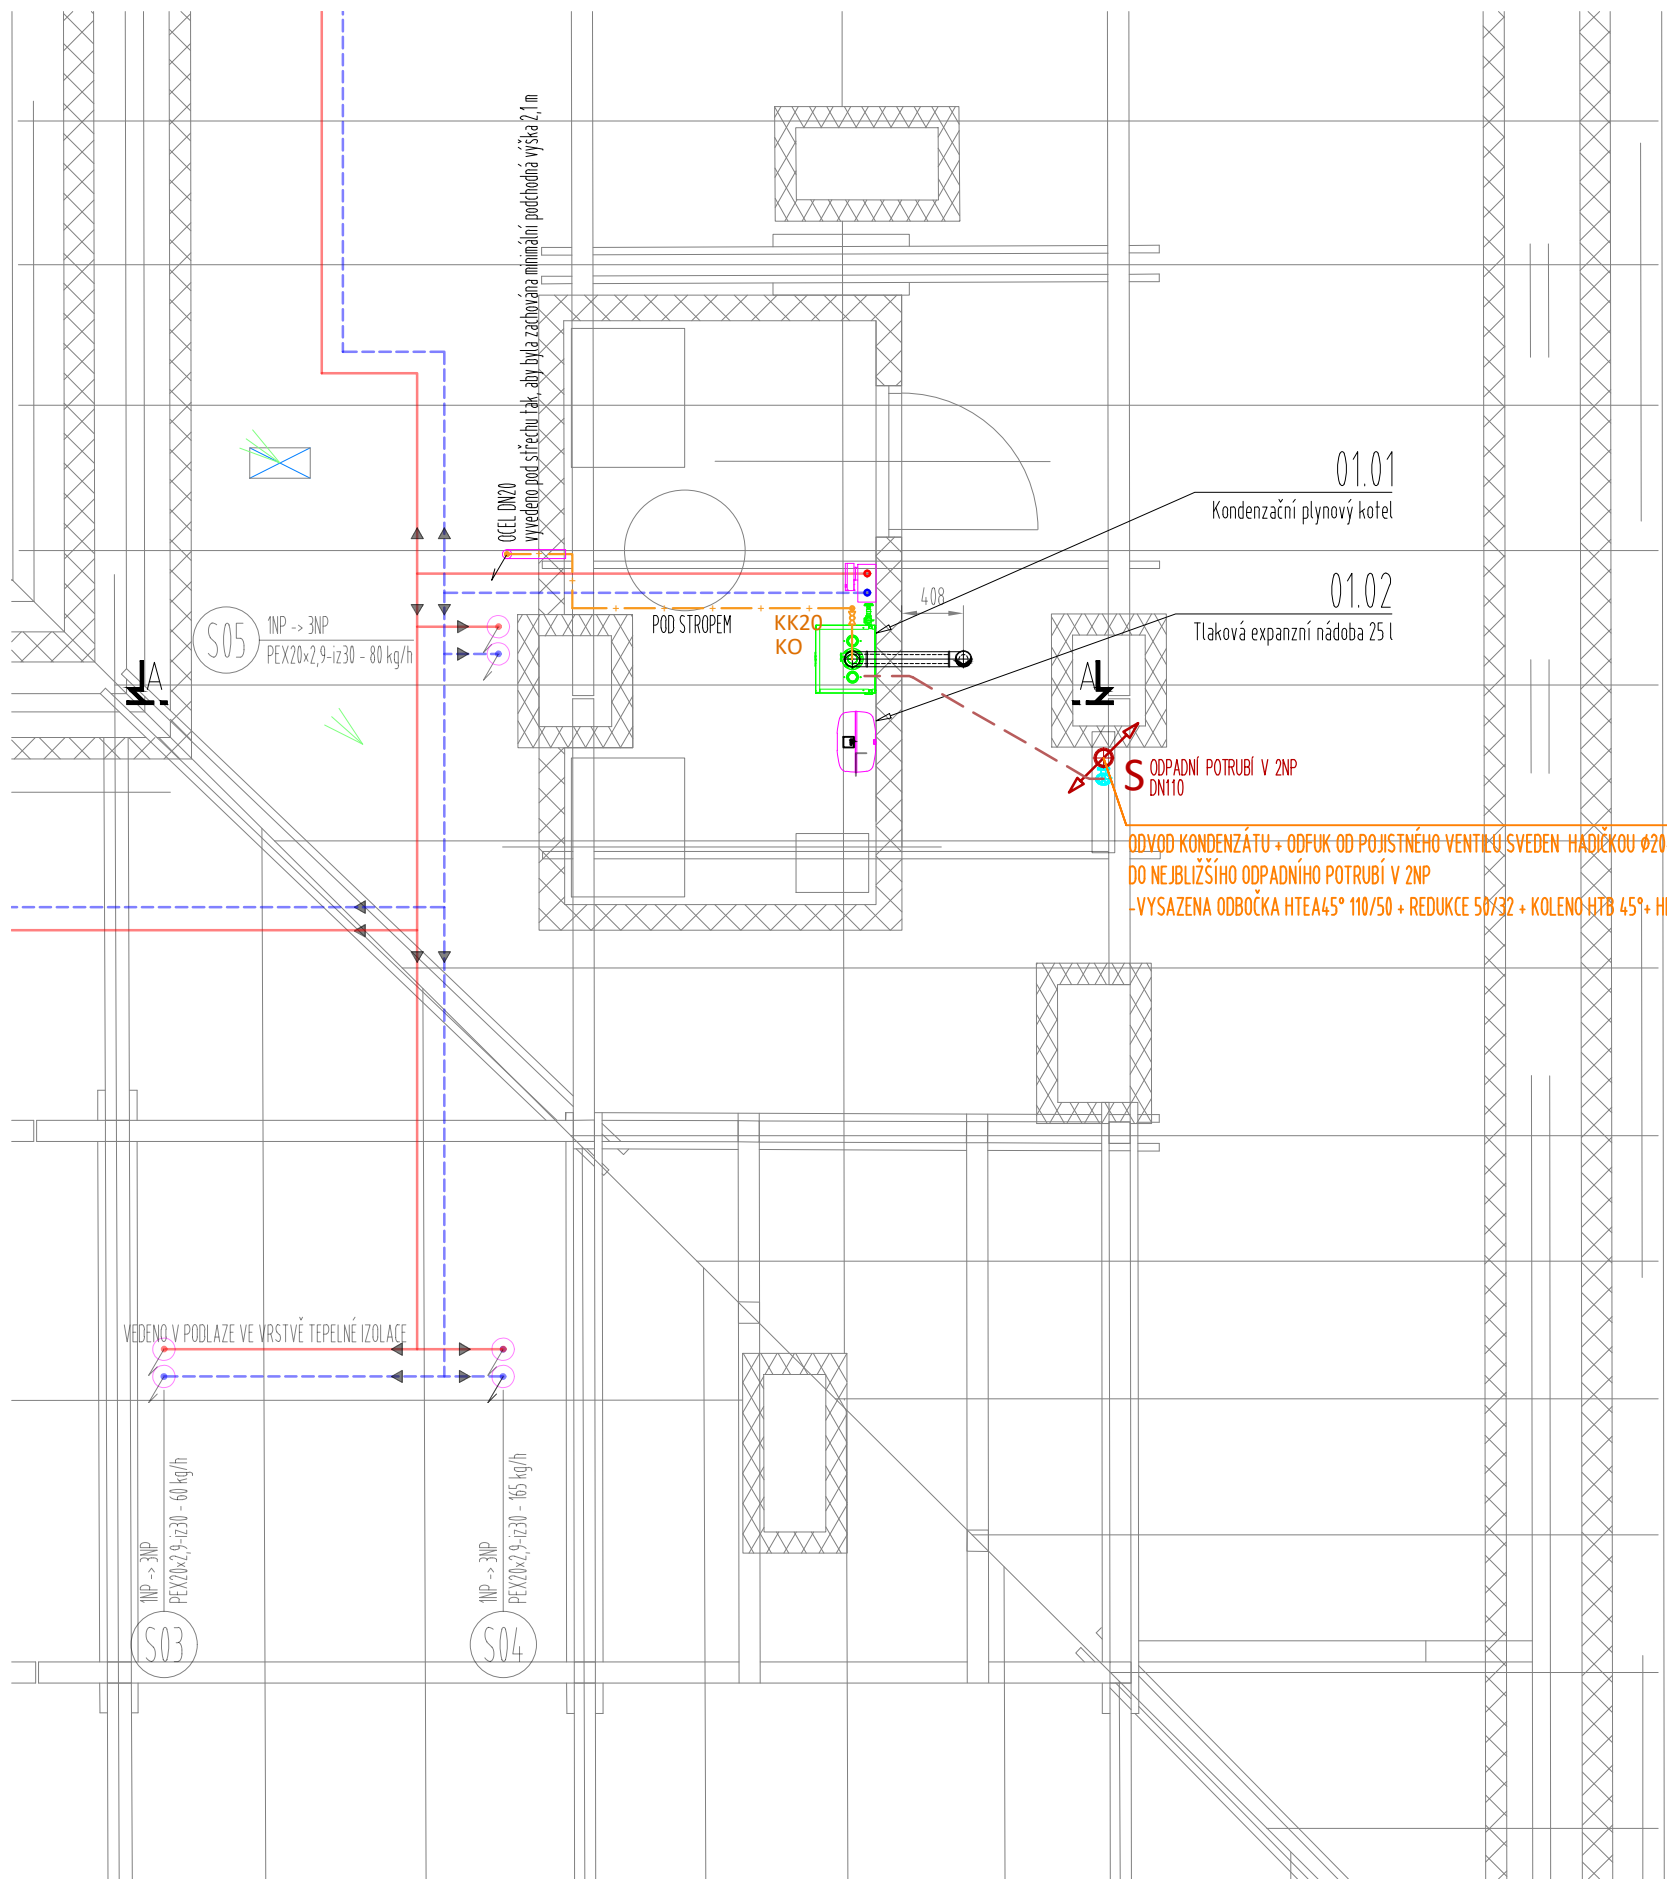 OCEL DN20
vyvedeno pod střechu tak, aby byla zachována minimální podchodná výška 2,1 m
01.01
Kondenzační plynový kotel
01.02
Tlaková expanzní nádoba 25 l
408
S05
1NP -> 3NP
PEX20x2,9-iz30 - 80 kg/h
POD STROPEM
KK20
KO
A
A
S
ODPADNÍ POTRUBÍ V 2NP
DN110
ODVOD KONDENZÁTU + ODFUK OD POJISTNÉHO VENTILU SVEDEN HADIČKOU ϕ20
DO NEJBLIŽŠÍHO ODPADNÍHO POTRUBÍ V 2NP
-VYSAZENA ODBOČKA HTEA45° 110/50 + REDUKCE 50/32 + KOLENO HTB 45°+
VEDENO V PODLAZE VE VRSTVĚ TEPELNÉ IZOLACE
1NP -> 3NP
PEX20x2,9-iz30 - 60 kg/h
S03
1NP -> 3NP
PEX20x2,9-iz30 - 165 kg/h
S04